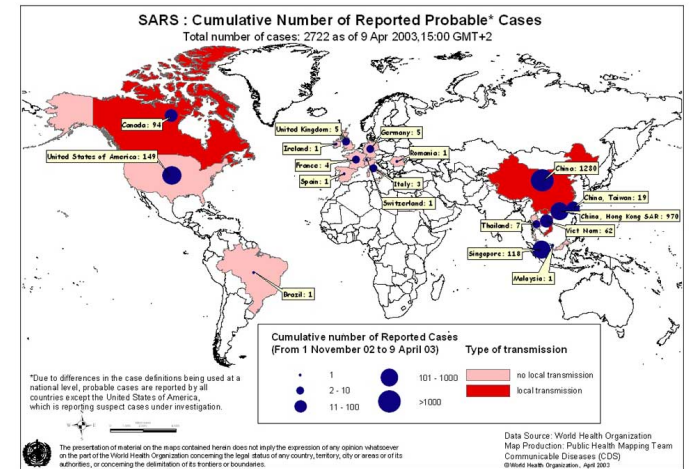 SARS : Cumulative Number of Reported Probable* Cases
Total number of cases: 2722 as of 9 Apr 2003,15:00 GMT+2
Canada: 94
United States of America: 149
United Kingdom: 5
Ireland: 1
France: 4
Spain: 1
Germany: 5
Romania: 1
Italy: 3
Switzerland: 1
China: 1280
China, Taiwan: 19
China, Hong Kong SAR: 970
Thailand: 7
Viet Nam: 62
Singapore: 118
Malaysia: 1
Brazil: 1
Cumulative number of Reported Cases
(From 1 November 02 to 9 April 03)
1
2 - 10
11 - 100
101 - 1000
>1000
Type of transmission
no local transmission
local transmission
*Due to differences in the case definitions being used at a
national level, probable cases are reported by all
countries except the United States of America,
which is reporting suspect cases under investigation.
The presentation of material on the maps contained herein does not imply the expression of any opinion whatsoever
on the part of the World Health Organization concerning the legal status of any country, territory, city or areas or of its
authorities, or concerning the delimitation of its frontiers or boundaries.
Data Source: World Health Organization
Map Production: Public Health Mapping Team
Communicable Diseases (CDS)
©World Health Organization, April 2003